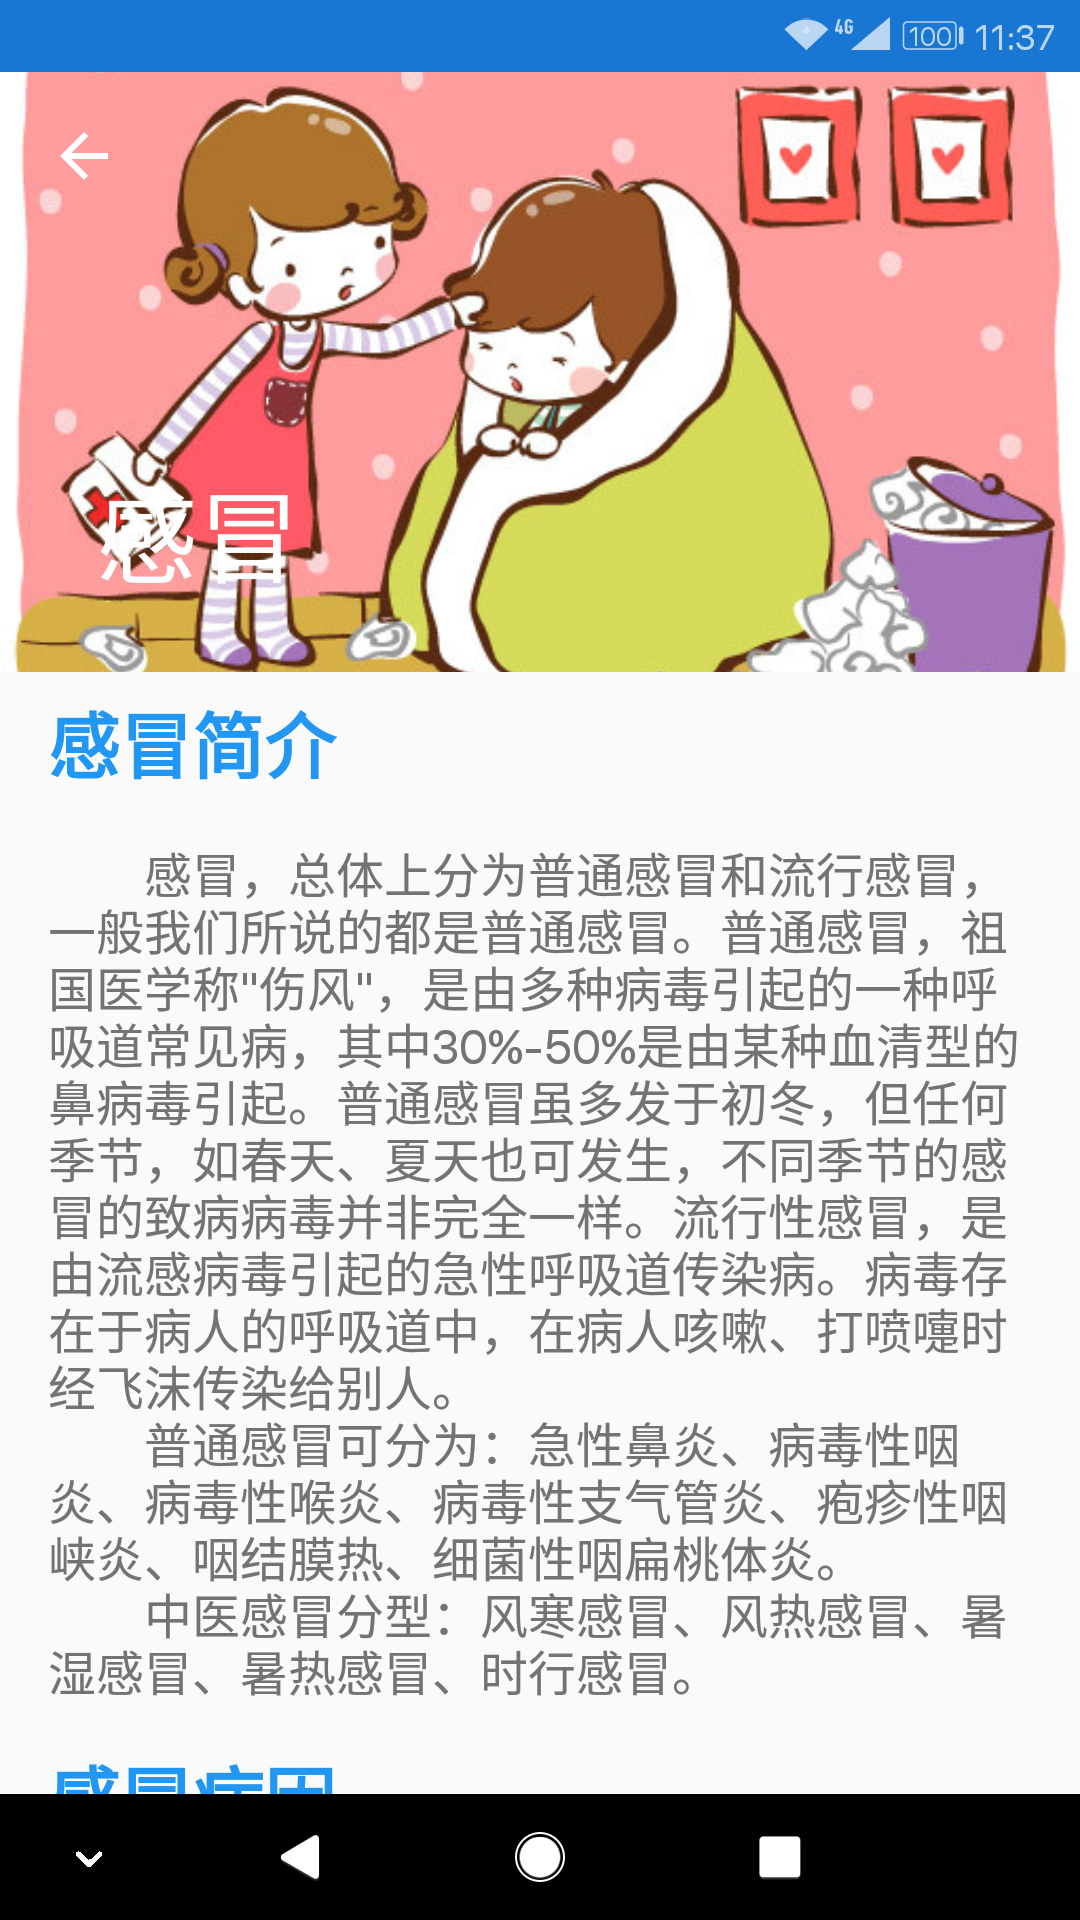 4G 100 11:37
感冒
感冒简介
感冒，总体上分为普通感冒和流行感冒，
一般我们所说的都是普通感冒。普通感冒，祖
国医学称"伤风"，是由多种病毒引起的一种呼
吸道常见病，其中30%-50%是由某种血清型的
鼻病毒引起。普通感冒虽多发于初冬，但任何
季节，如春天、夏天也可发生，不同季节的感
冒的致病病毒并非完全一样。流行性感冒，是
由流感病毒引起的急性呼吸道传染病。病毒存
在于病人的呼吸道中，在病人咳嗽、打喷嚏时
经飞沫传染给别人。
普通感冒可分为：急性鼻炎、病毒性咽
炎、病毒性喉炎、病毒性支气管炎、疱疹性咽
峡炎、咽结膜热、细菌性咽扁桃体炎。
中医感冒分型：风寒感冒、风热感冒、暑
湿感冒、暑热感冒、时行感冒。
感冒病因